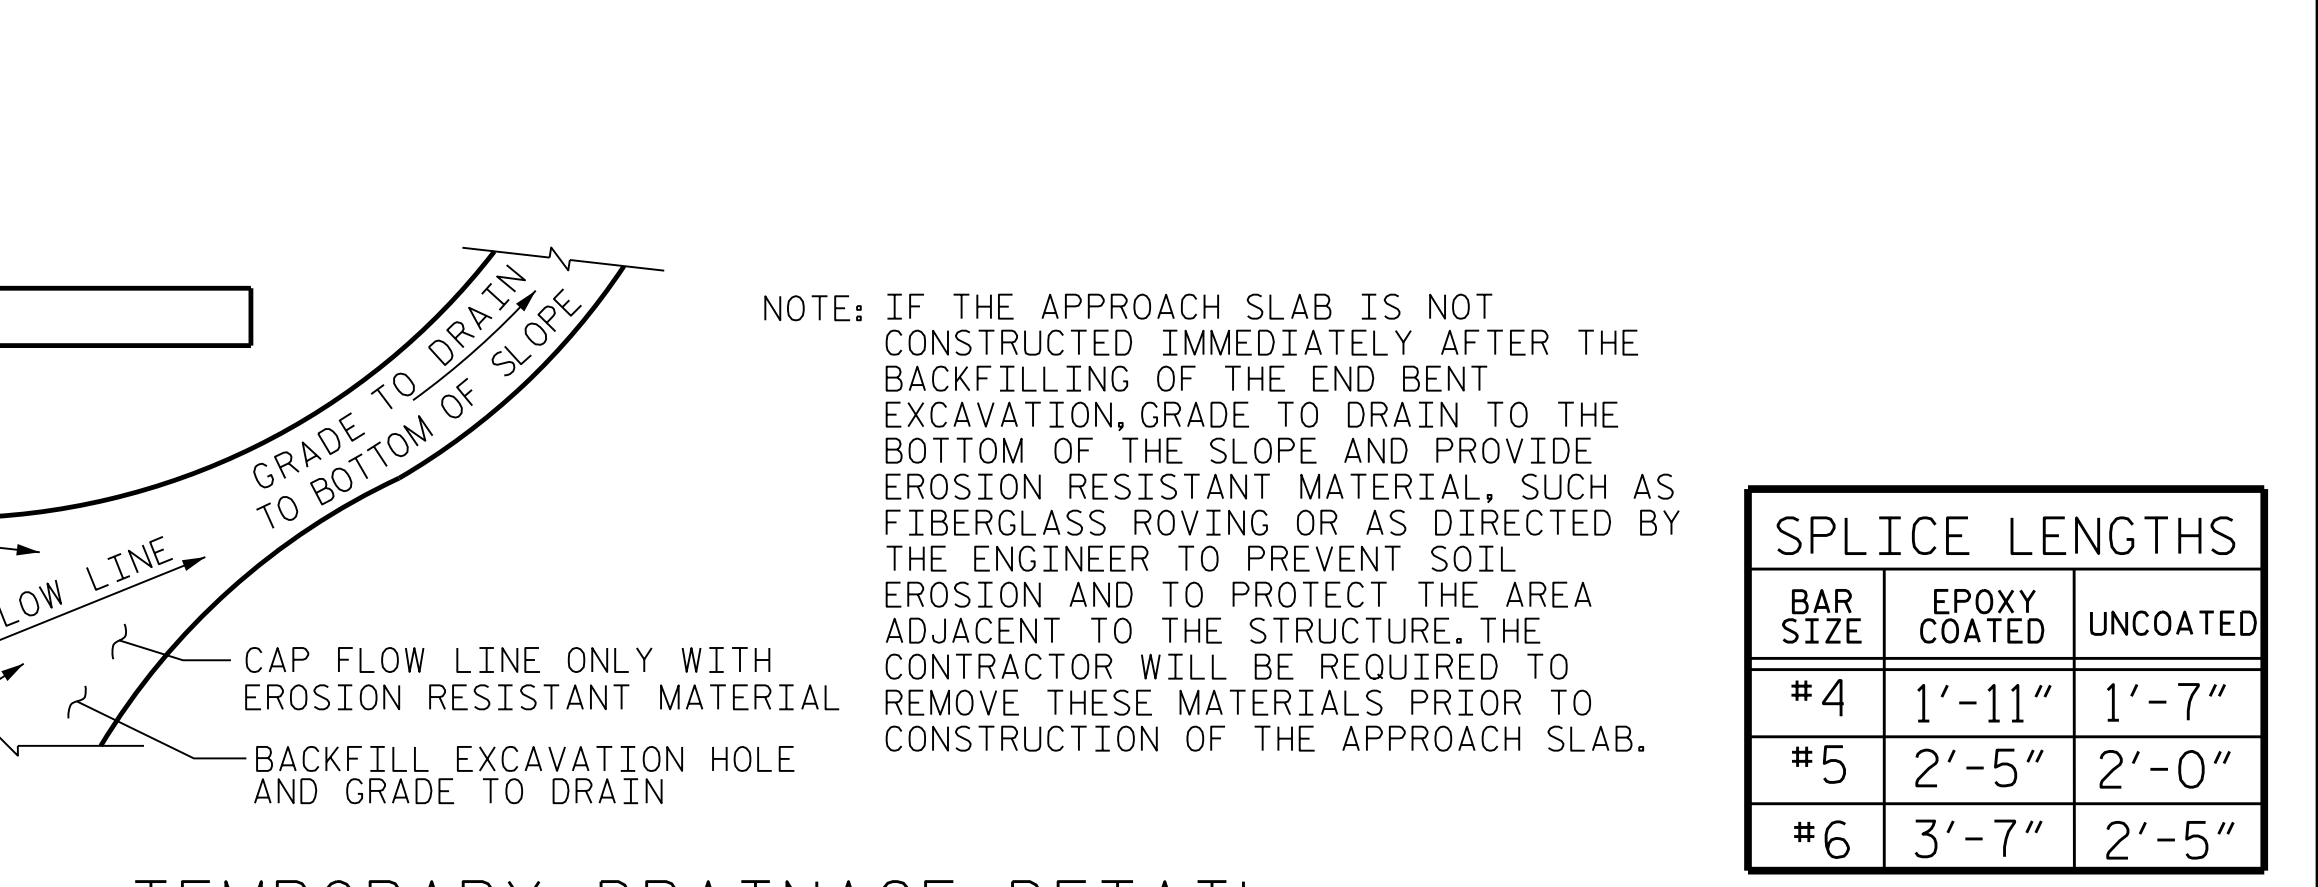 GRADE TO DRAIN
TO BOTTOM OF SLOPE
LINE
CAP FLOW LINE ONLY WITH
EROSION RESISTANT MATERIAL
BACKFILL EXCAVATION HOLE
AND GRADE TO DRAIN
NOTE: IF THE APPROACH SLAB IS NOT
CONSTRUCTED IMMEDIATELY AFTER THE
BACKFILLING OF THE END BENT
EXCAVATION, GRADE TO DRAIN TO THE
BOTTOM OF THE SLOPE AND PROVIDE
EROSION RESISTANT MATERIAL, SUCH AS
FIBERGLASS ROVING OR AS DIRECTED BY
THE ENGINEER TO PREVENT SOIL
EROSION AND TO PROTECT THE AREA
ADJACENT TO THE STRUCTURE. THE
CONTRACTOR WILL BE REQUIRED TO
REMOVE THESE MATERIALS PRIOR TO
CONSTRUCTION OF THE APPROACH SLAB.
SPLICE LENGTHS
BAR SIZE EPOXY COATED UNCOATED
#4 1'-11" 1'-7"
#5 2'-5" 2'-0"
#6 3'-7" 2'-5"
TEMPORARY DRAINAGE DETAIL